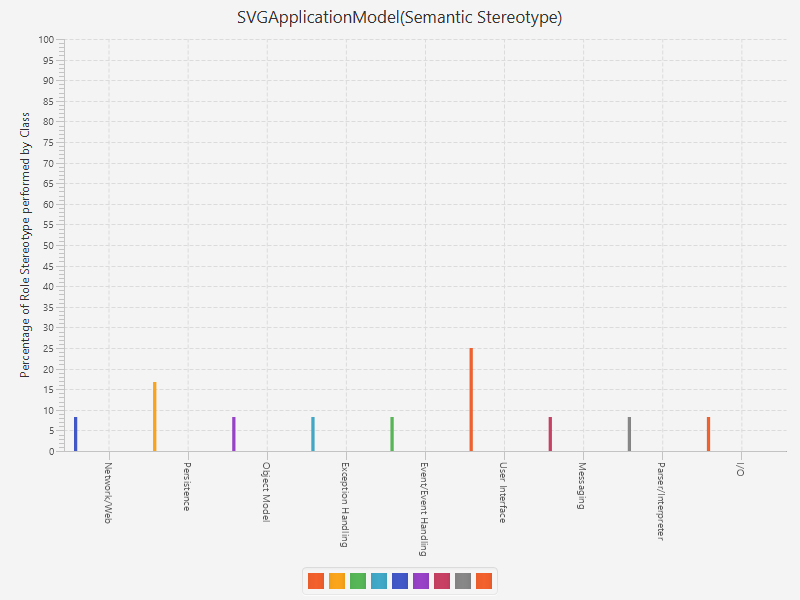 SVGApplicationModel(Semantic Stereotype)
Percentage of Role Stereotype performed by Class
100
95
90
85
80
75
70
65
60
55
50
45
40
35
30
25
20
15
10
5
0
Network/Web
Persistence
Object Model
Exception Handling
Event/Event Handling
User Interface
Messaging
Parser/Interpreter
I/O